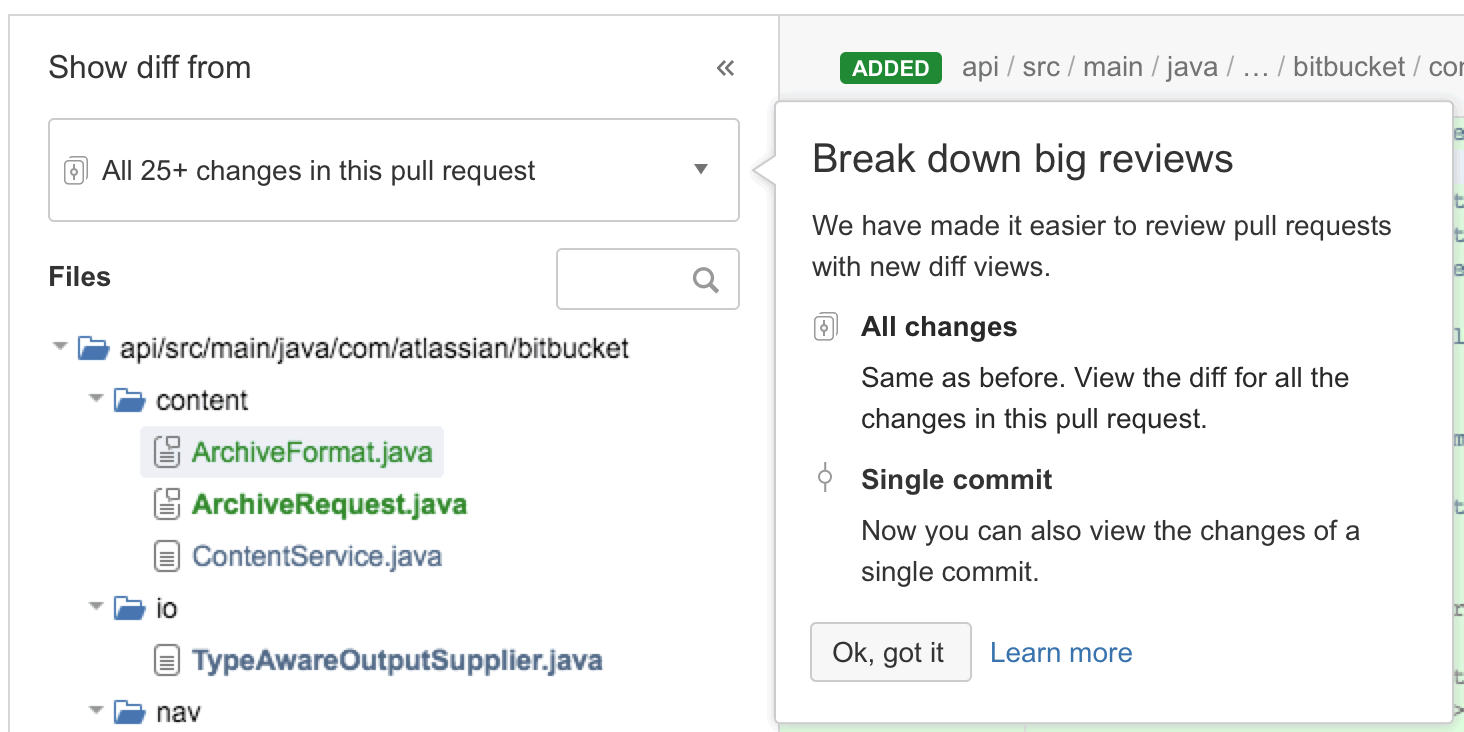 Show diff from
All 25+ changes in this pull request
Files
api/src/main/java/com/atlassian/bitbucket
content
ArchiveFormat.java
ArchiveRequest.java
ContentService.java
io
TypeAwareOutputSupplier.java
nav
ADDED api / src / main / java / … / bitbucket /
Break down big reviews
We have made it easier to review pull requests
with new diff views.
All changes
Same as before. View the diff for all the
changes in this pull request.
Single commit
Now you can also view the changes of a
single commit.
Ok, got it Learn more